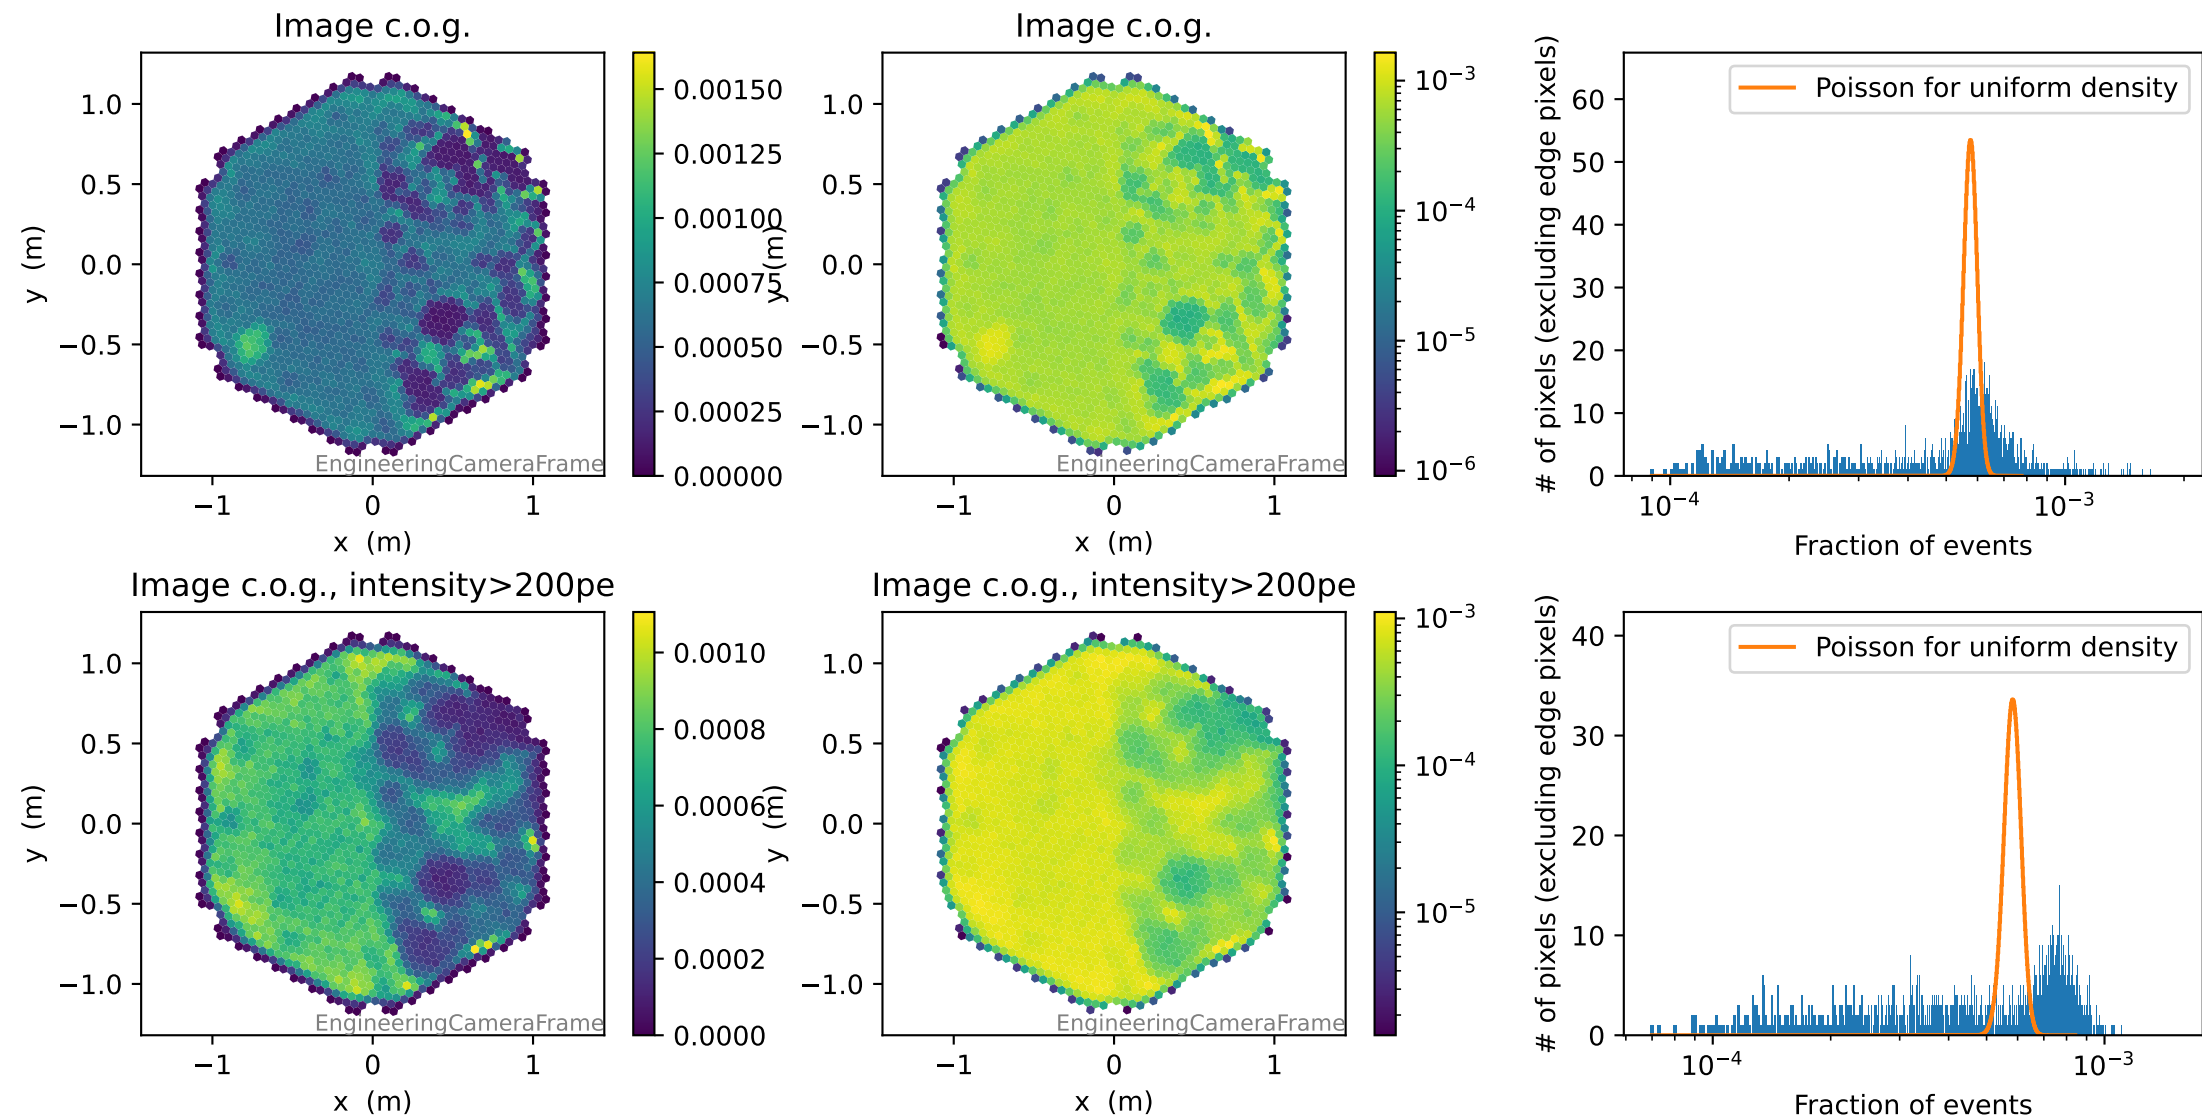 Image c.o.g.
y (m)
1.0
0.5
0.0
−0.5
−1.0
EngineeringCameraFrame
−1 0 1
x (m)
0.00150
0.00125
0.00100
0.00075
0.00050
0.00025
0.00000
Image c.o.g.
y (m)
1.0
0.5
0.0
−0.5
−1.0
EngineeringCameraFrame
−1 0 1
x (m)
10⁻³
10⁻⁴
10⁻⁵
10⁻⁶
# of pixels (excluding edge pixels)
60
50
40
30
20
10
0
Poisson for uniform density
10⁻⁴ 10⁻³
Fraction of events
Image c.o.g., intensity>200pe
y (m)
1.0
0.5
0.0
−0.5
−1.0
EngineeringCameraFrame
−1 0 1
x (m)
0.0010
0.0008
0.0006
0.0004
0.0002
0.0000
Image c.o.g., intensity>200pe
y (m)
1.0
0.5
0.0
−0.5
−1.0
EngineeringCameraFrame
−1 0 1
x (m)
10⁻³
10⁻⁴
10⁻⁵
# of pixels (excluding edge pixels)
40
30
20
10
0
Poisson for uniform density
10⁻⁴ 10⁻³
Fraction of events